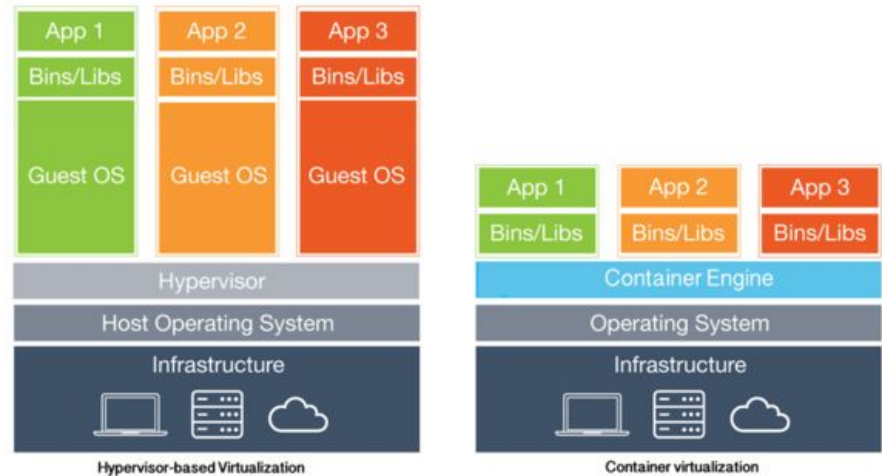 App 1
App 2
App 3
Bins/Libs
Bins/Libs
Bins/Libs
Guest OS
Guest OS
Guest OS
Hypervisor
Host Operating System
Infrastructure
Hypervisor-based Virtualization
App 1
App 2
App 3
Bins/Libs
Bins/Libs
Bins/Libs
Container Engine
Operating System
Infrastructure
Container virtualization